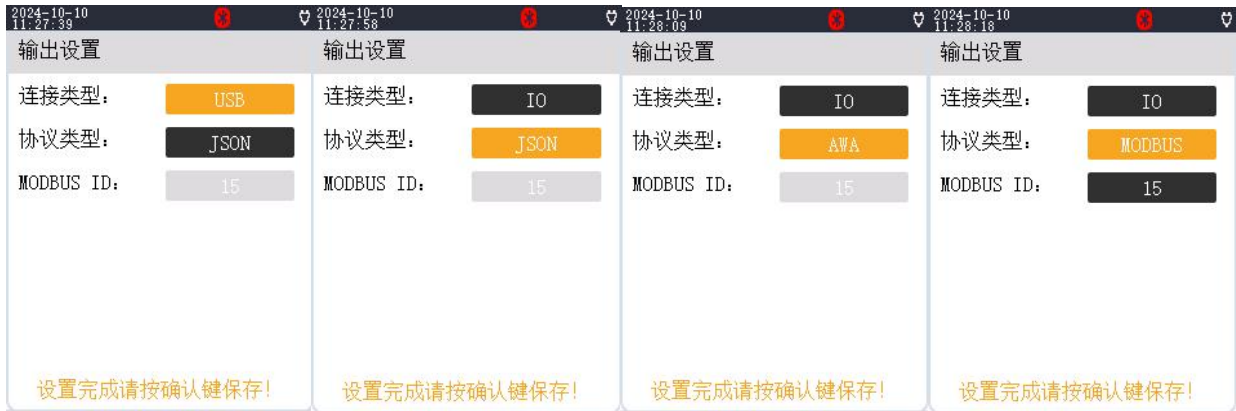 2024-10-10
11:27:39
输出设置
连接类型：
USB
协议类型：
JSON
MODBUS ID：
15
设置完成请按确认键保存！
2024-10-10
11:27:58
输出设置
连接类型：
IO
协议类型：
JSON
MODBUS ID：
15
设置完成请按确认键保存！
2024-10-10
11:28:09
输出设置
连接类型：
IO
协议类型：
AWA
MODBUS ID：
15
设置完成请按确认键保存！
2024-10-10
11:28:18
输出设置
连接类型：
IO
协议类型：
MODBUS
MODBUS ID：
15
设置完成请按确认键保存！